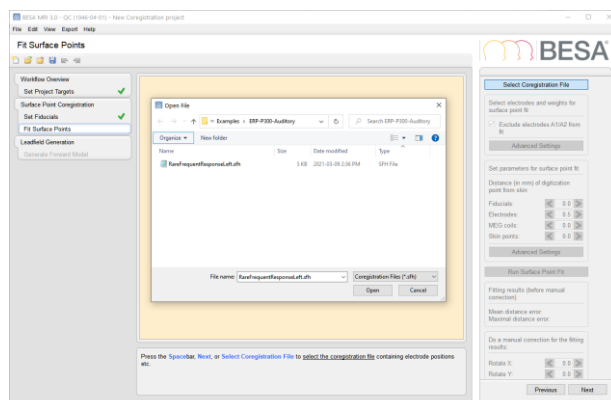 BESA MRI 3.0 - QC (1946-04-01) - New Coregistration project
File Edit View Export Help
Fit Surface Points
BESA
Workflow Overview
Set Project Targets
Surface Point Coregistration
Set Fiducials
Fit Surface Points
Leadfield Generation
Generate Forward Model
Open File
« Examples › ERP-P300-Auditory
Search ERP-P300-Auditory
Organize
New folder
Name Size Date modified Type
RareFrequentResponseLeft.sfh 5 KB 2021-03-09 2:36 PM SFH File
File name: RareFrequentResponseLeft.sfh
Coregistration Files (*.sfh)
Open Cancel
Press the Spacebar, Next, or Select Coregistration File to select the coregistration file containing electrode positions
etc.
Select Coregistration File
Select electrodes and weights for
surface point fit
Exclude electrodes A1/A2 from
fit
Advanced Settings
Set parameters for surface point fit
Distance (in mm) of digitization
point from skin
Fiducials: 0.0
Electrodes: 0.5
MEG coils: 0.0
Skin points: 0.0
Advanced Settings
Run Surface Point Fit
Fitting results (before manual
correction)
Mean distance error:
Maximal distance error:
Do a manual correction for the fitting
results:
Rotate X: 0.0
Rotate Y: 0.0
Previous Next